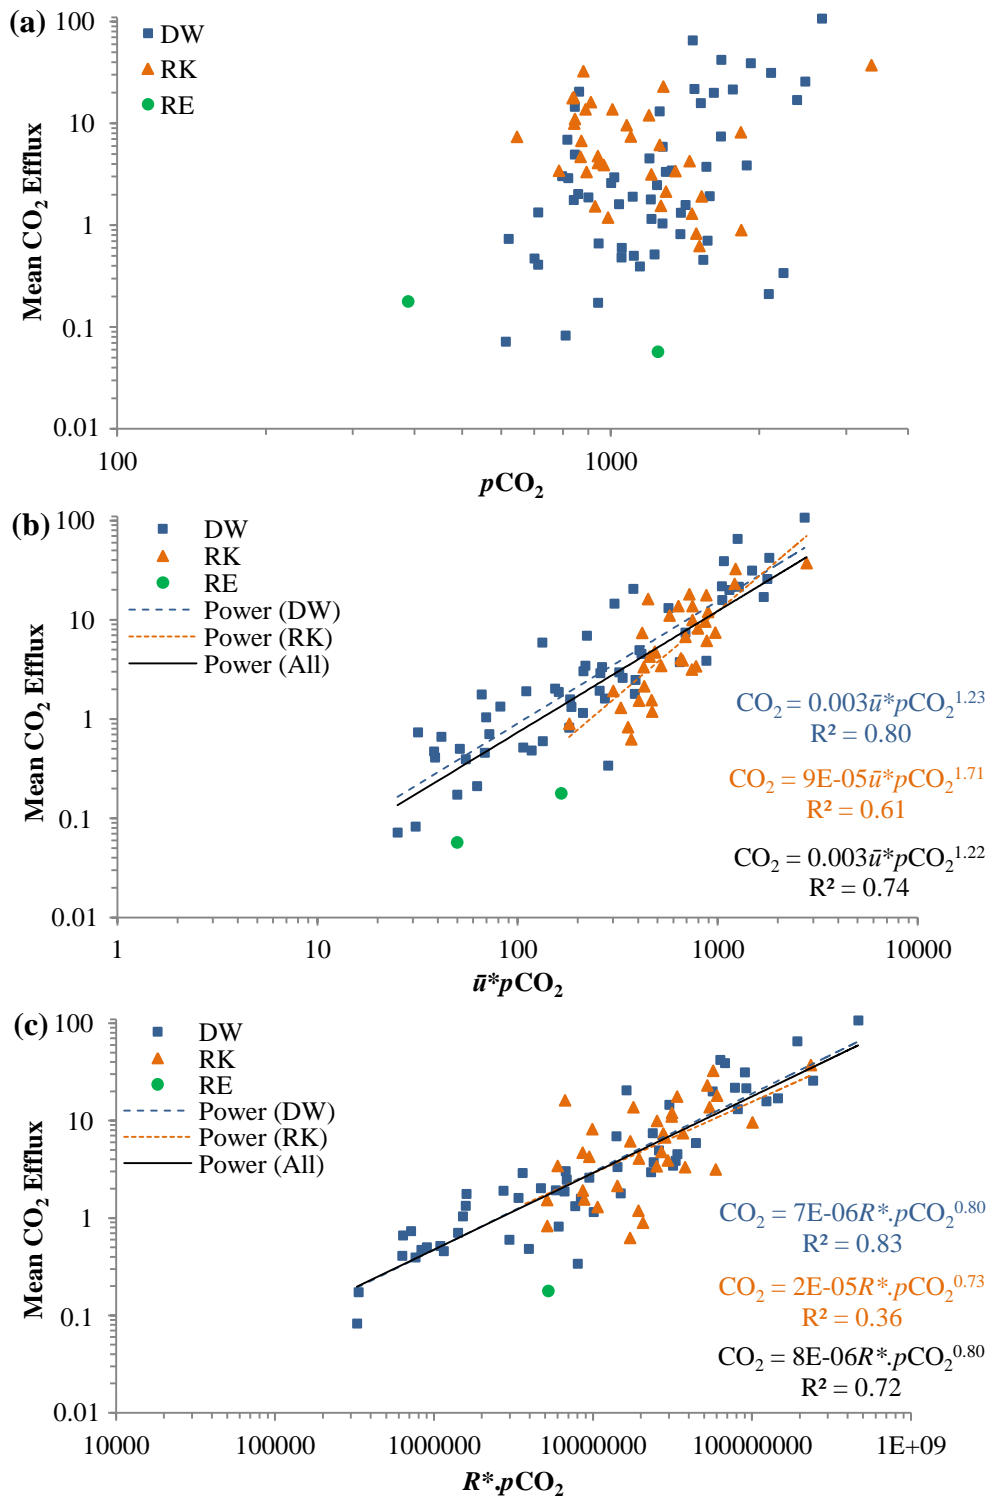 (a)
100
10
1
0.1
0.01
Mean CO₂ Efflux
DW
RK
RE
100
1000
pCO₂
(b)
100
10
1
0.1
0.01
Mean CO₂ Efflux
DW
RK
RE
Power (DW)
Power (RK)
Power (All)
CO₂ = 0.003ū*pCO₂^1.23
R² = 0.80
CO₂ = 9E-05ū*pCO₂^1.71
R² = 0.61
CO₂ = 0.003ū*pCO₂^1.22
R² = 0.74
1
10
100
1000
10000
ū*pCO₂
(c)
100
10
1
0.1
0.01
Mean CO₂ Efflux
DW
RK
RE
Power (DW)
Power (RK)
Power (All)
CO₂ = 7E-06R*.pCO₂^0.80
R² = 0.83
CO₂ = 2E-05R*.pCO₂^0.73
R² = 0.36
CO₂ = 8E-06R*.pCO₂^0.80
R² = 0.72
10000
100000
1000000
10000000
100000000
1E+09
R*.pCO₂